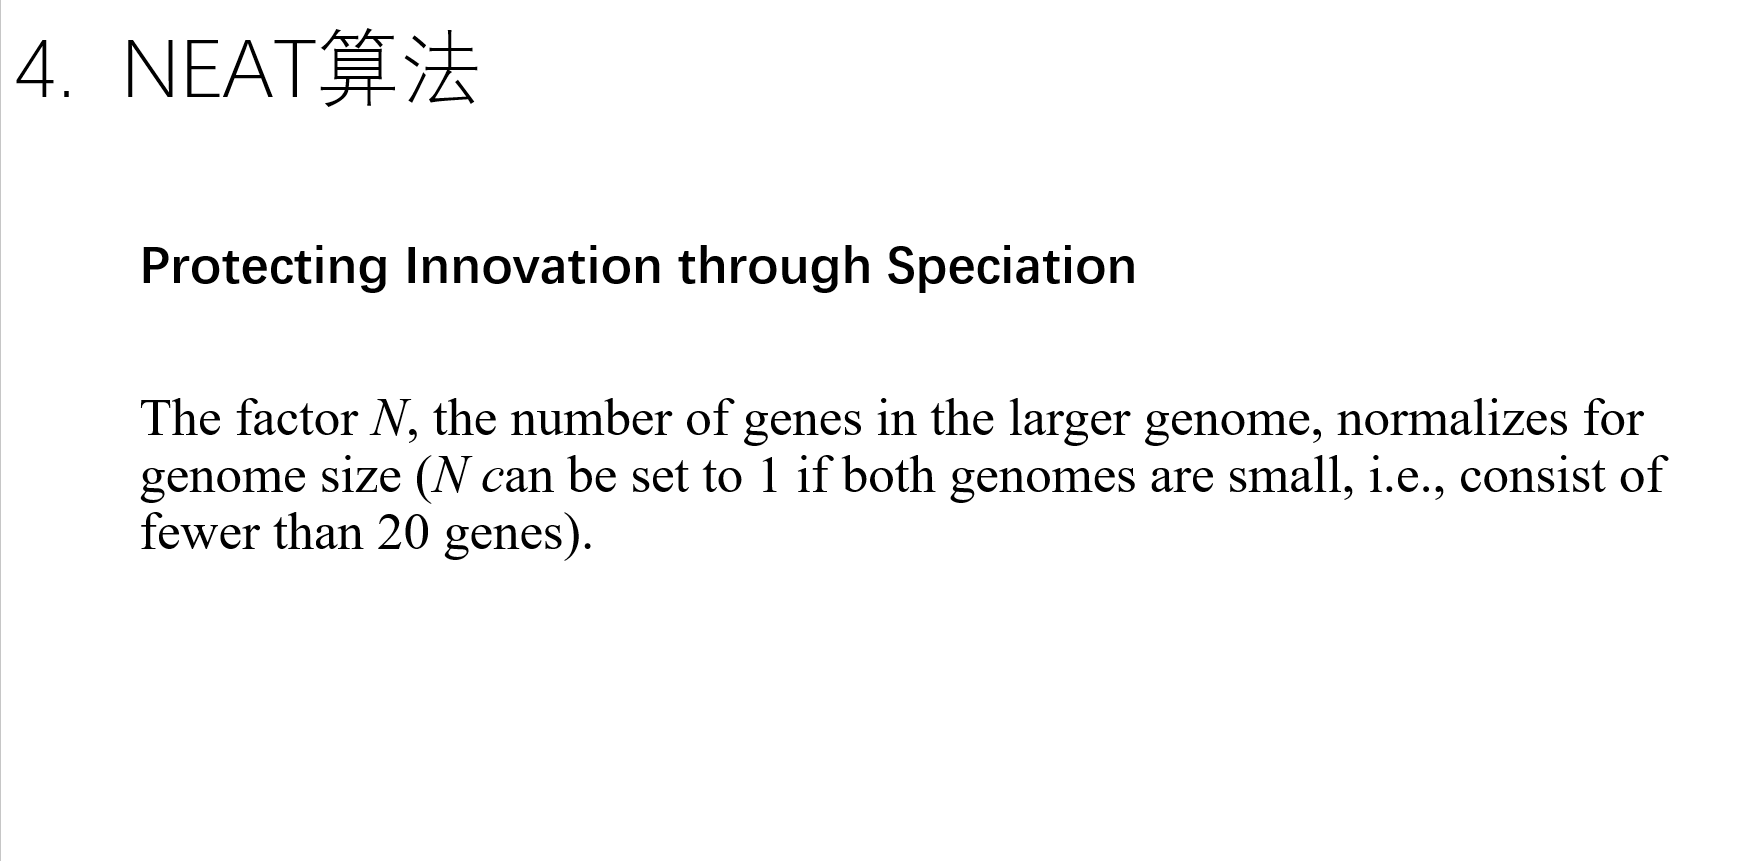 4. NEAT算法
Protecting Innovation through Speciation
The factor N, the number of genes in the larger genome, normalizes for
genome size (N can be set to 1 if both genomes are small, i.e., consist of
fewer than 20 genes).